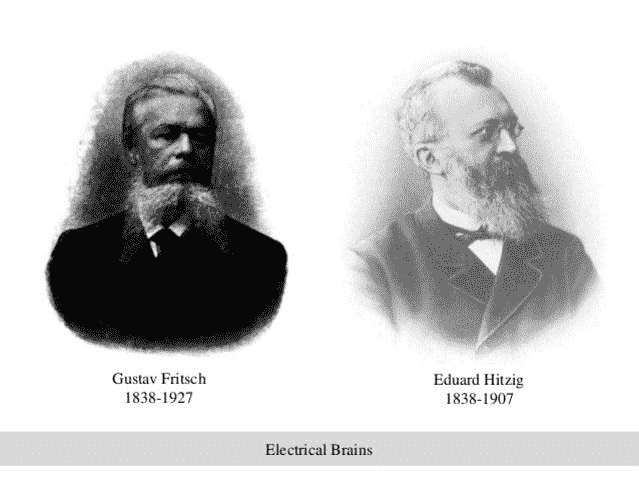 Gustav Fritsch
1838-1927
Eduard Hitzig
1838-1907
Electrical Brains